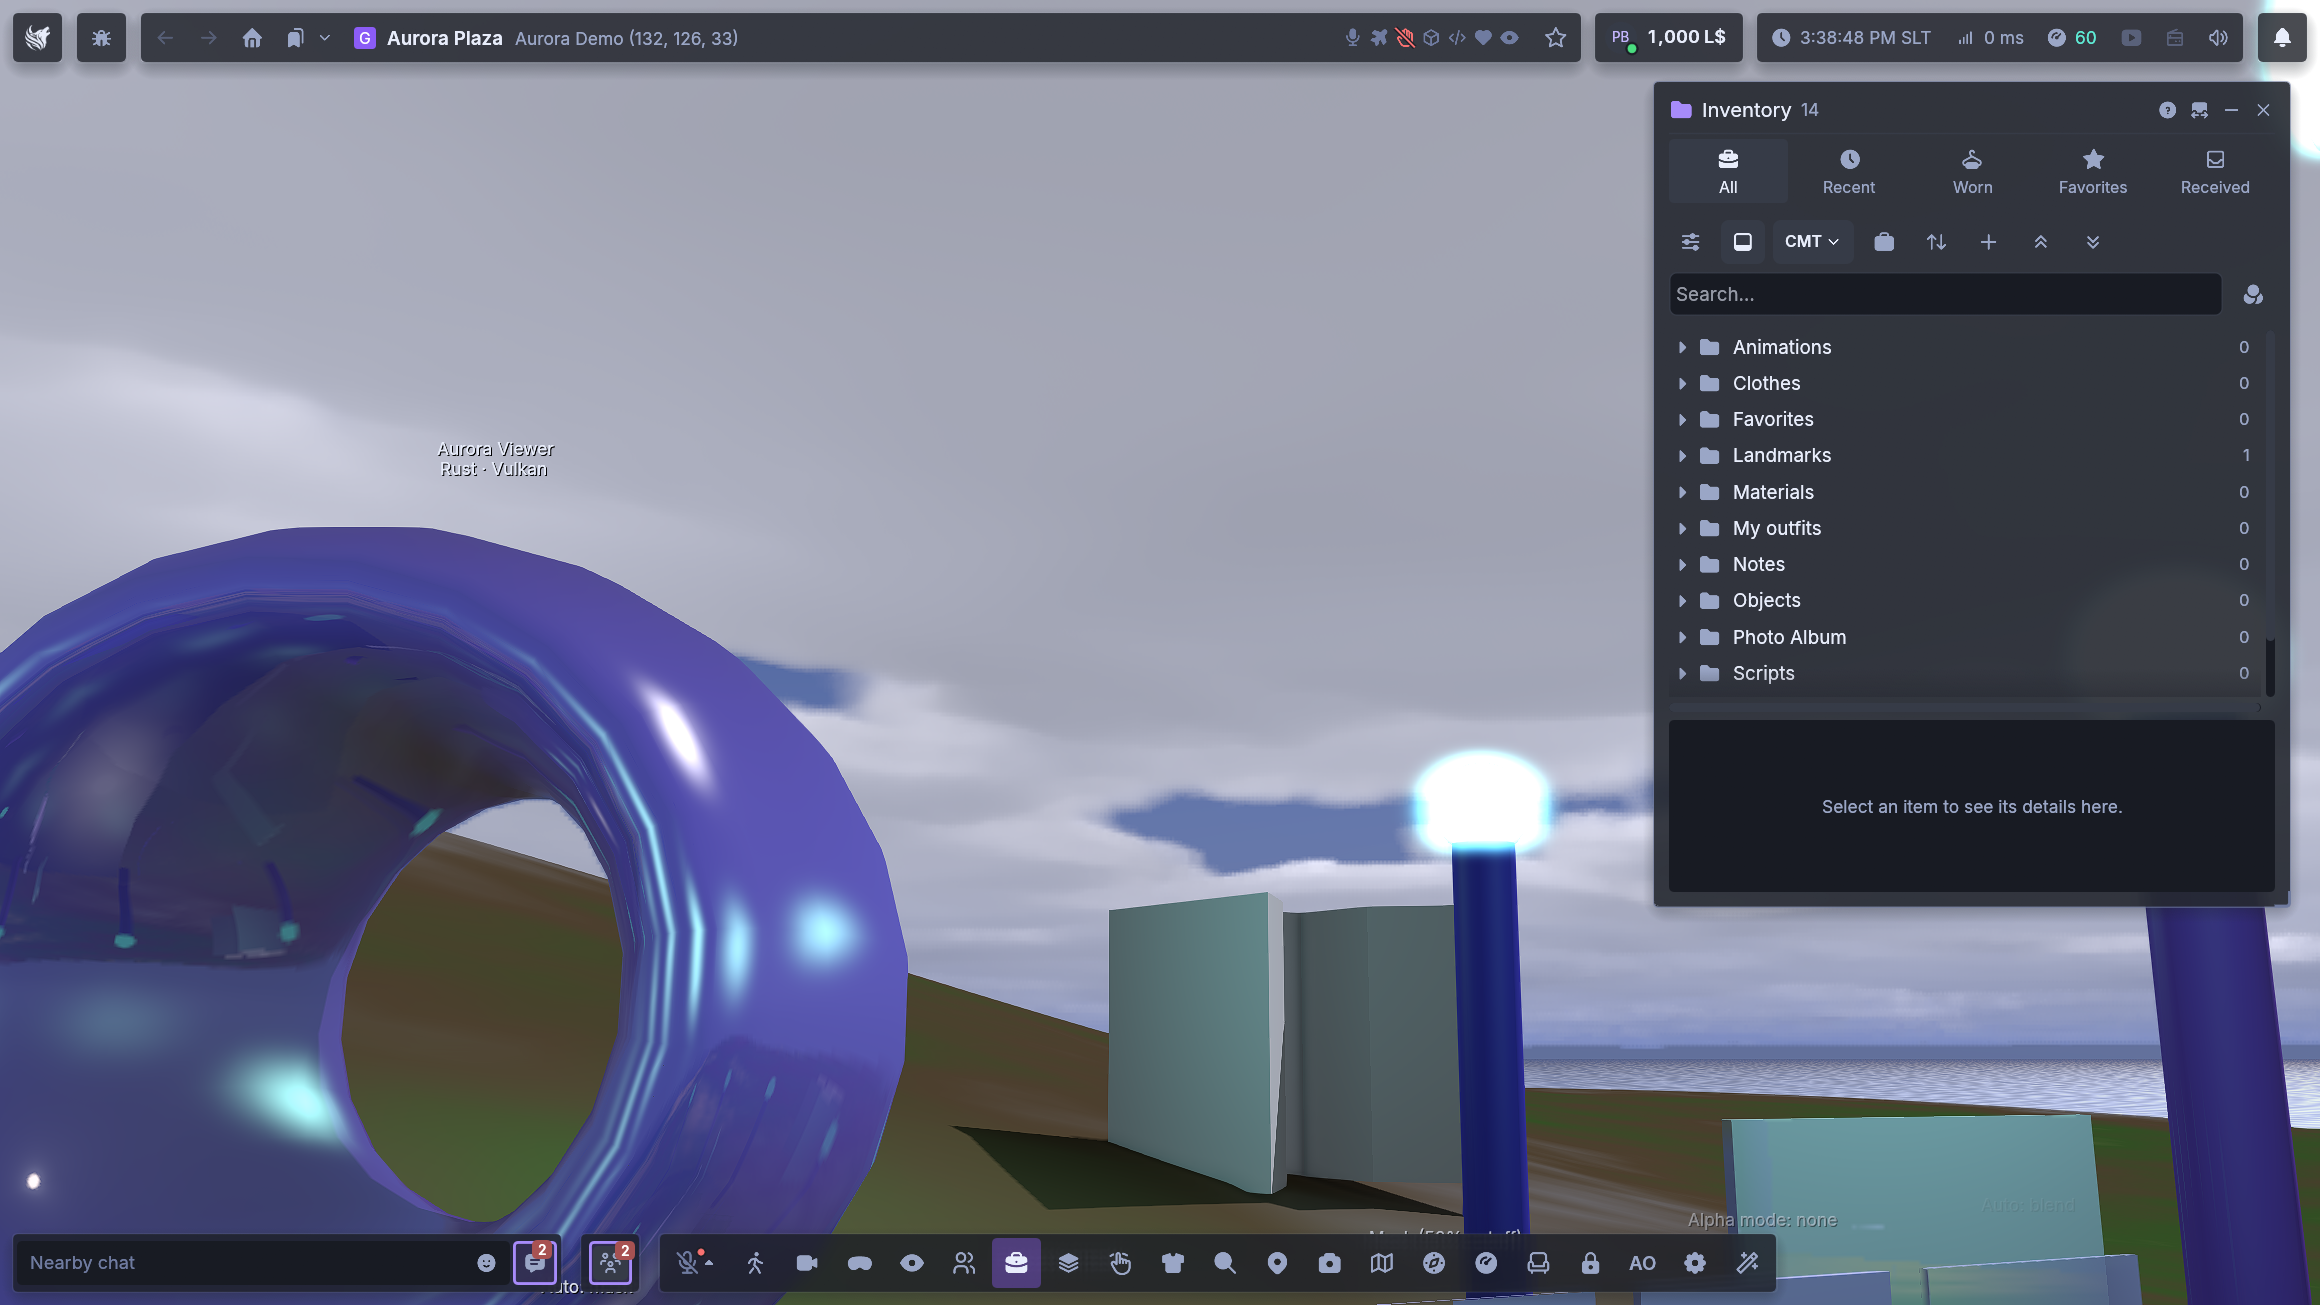 G Aurora Plaza Aurora Demo (132, 126, 33)
PB 1,000 L$
3:38:48 PM SLT 0 ms 60
Inventory 14
All Recent Worn Favorites Received
CMT
Search...
Animations 0
Clothes 0
Favorites 0
Landmarks 1
Materials 0
My outfits 0
Notes 0
Objects 0
Photo Album 0
Scripts 0
Select an item to see its details here.
Aurora Viewer
Rust · Vulkan
Auto: blend
Alpha mode: none
Nearby chat 2 2 AO